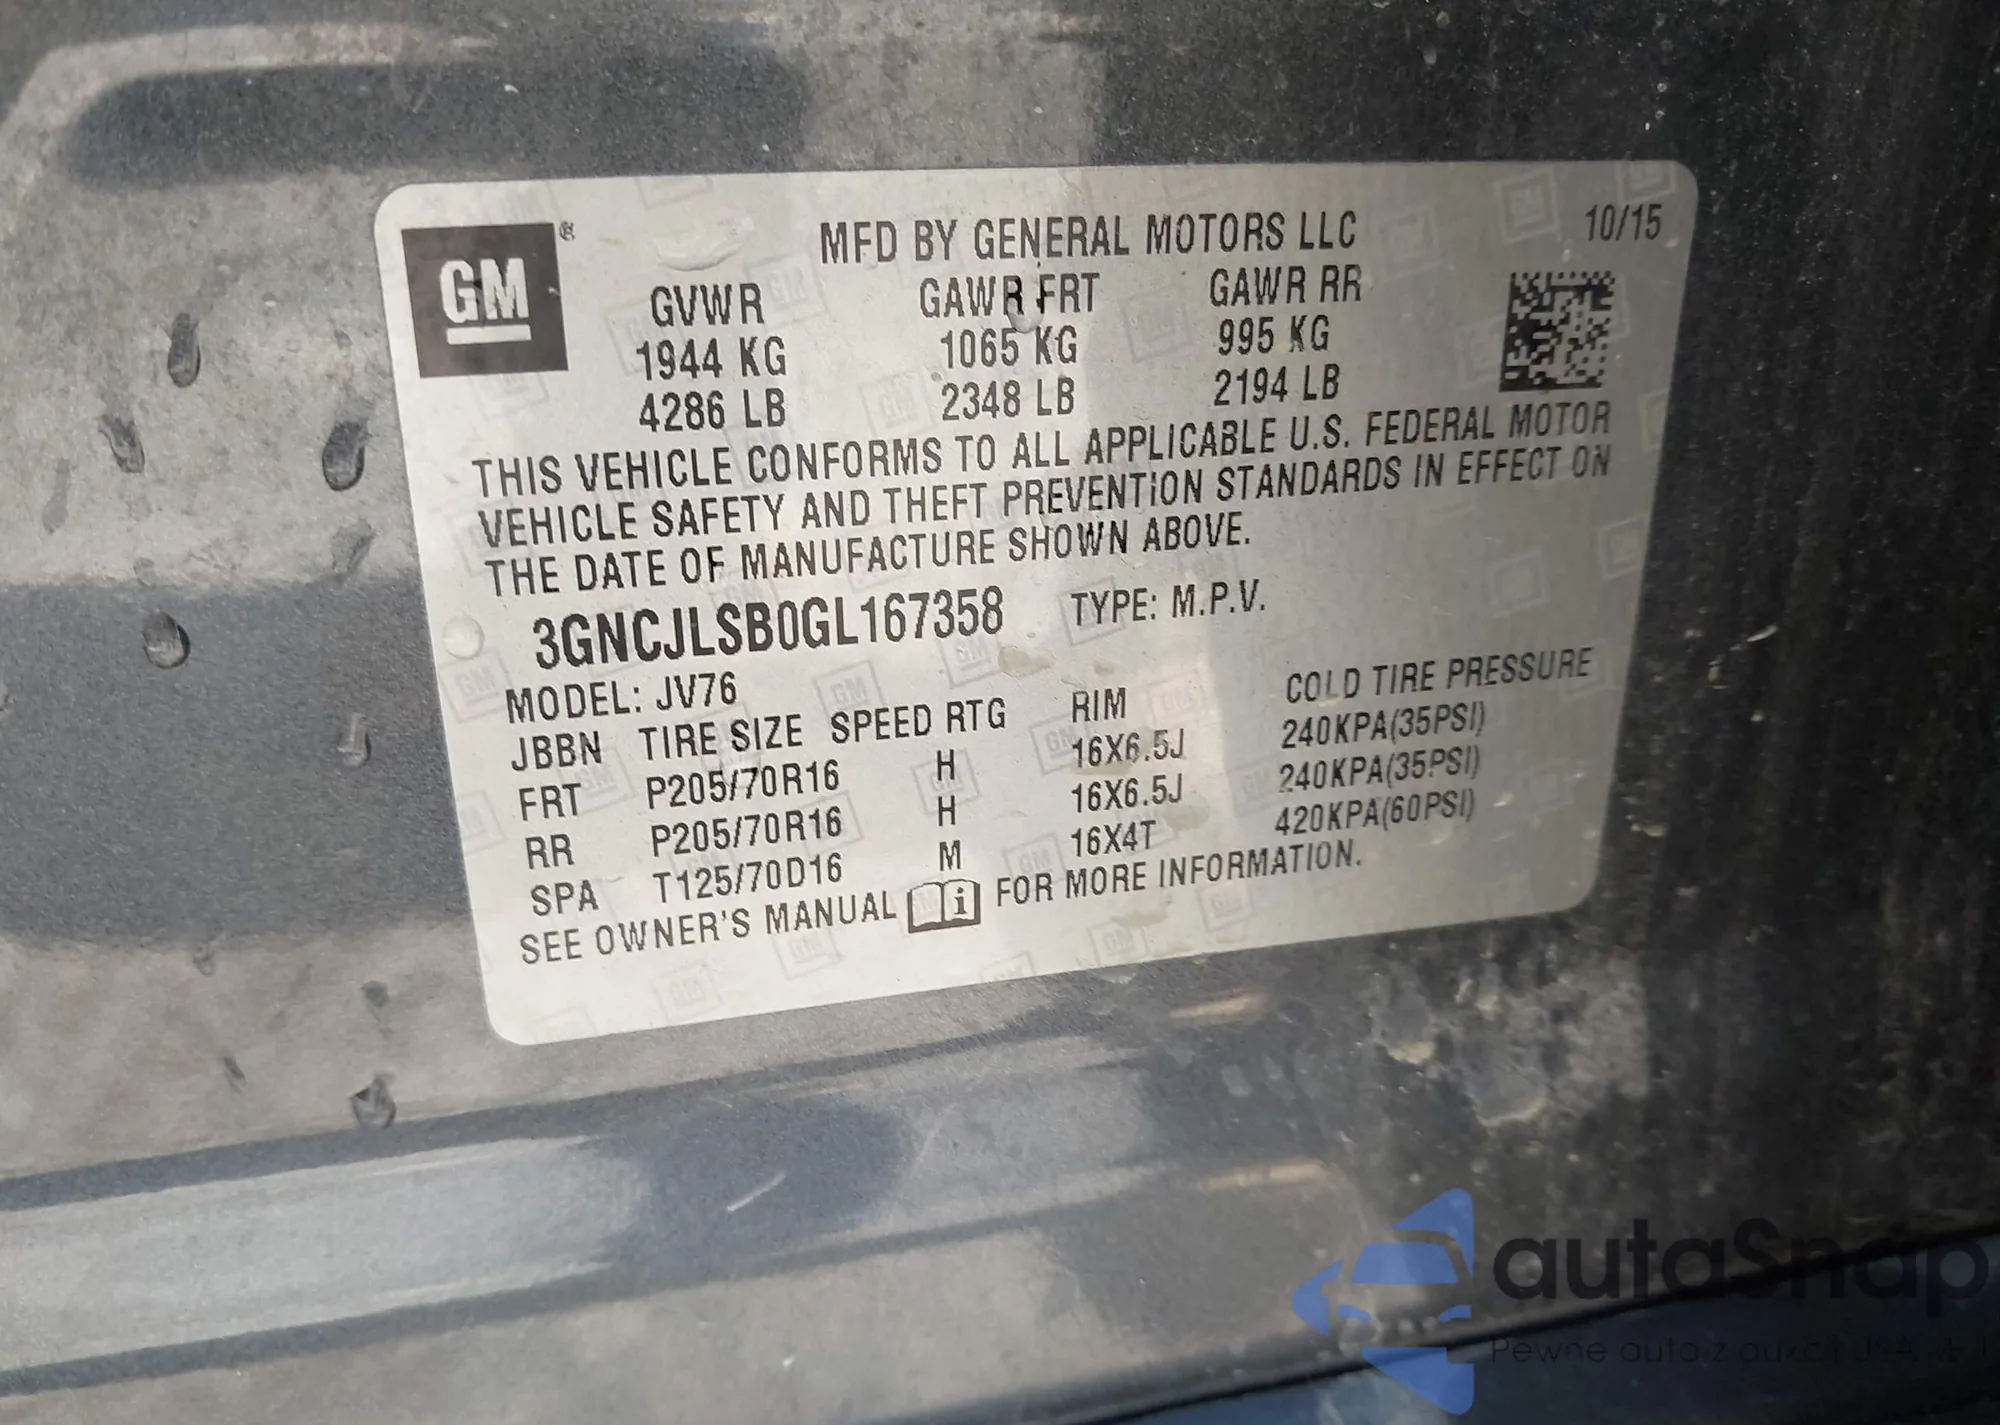 GM ® MFD BY GENERAL MOTORS LLC 10/15
GVWR GAWR FRT GAWR RR
1944 KG 1065 KG 995 KG
4286 LB 2348 LB 2194 LB
THIS VEHICLE CONFORMS TO ALL APPLICABLE U.S. FEDERAL MOTOR
VEHICLE SAFETY AND THEFT PREVENTION STANDARDS IN EFFECT ON
THE DATE OF MANUFACTURE SHOWN ABOVE.
3GNCJLSB0GL167358 TYPE: M.P.V.
MODEL: JV76
JBBN TIRE SIZE SPEED RTG RIM COLD TIRE PRESSURE
FRT P205/70R16 H 16X6.5J 240KPA(35PSI)
RR P205/70R16 H 16X6.5J 240KPA(35PSI)
SPA T125/70D16 M 16X4T 420KPA(60PSI)
SEE OWNER'S MANUAL i FOR MORE INFORMATION.
autaSnap
Pewne auta z aukcji USA